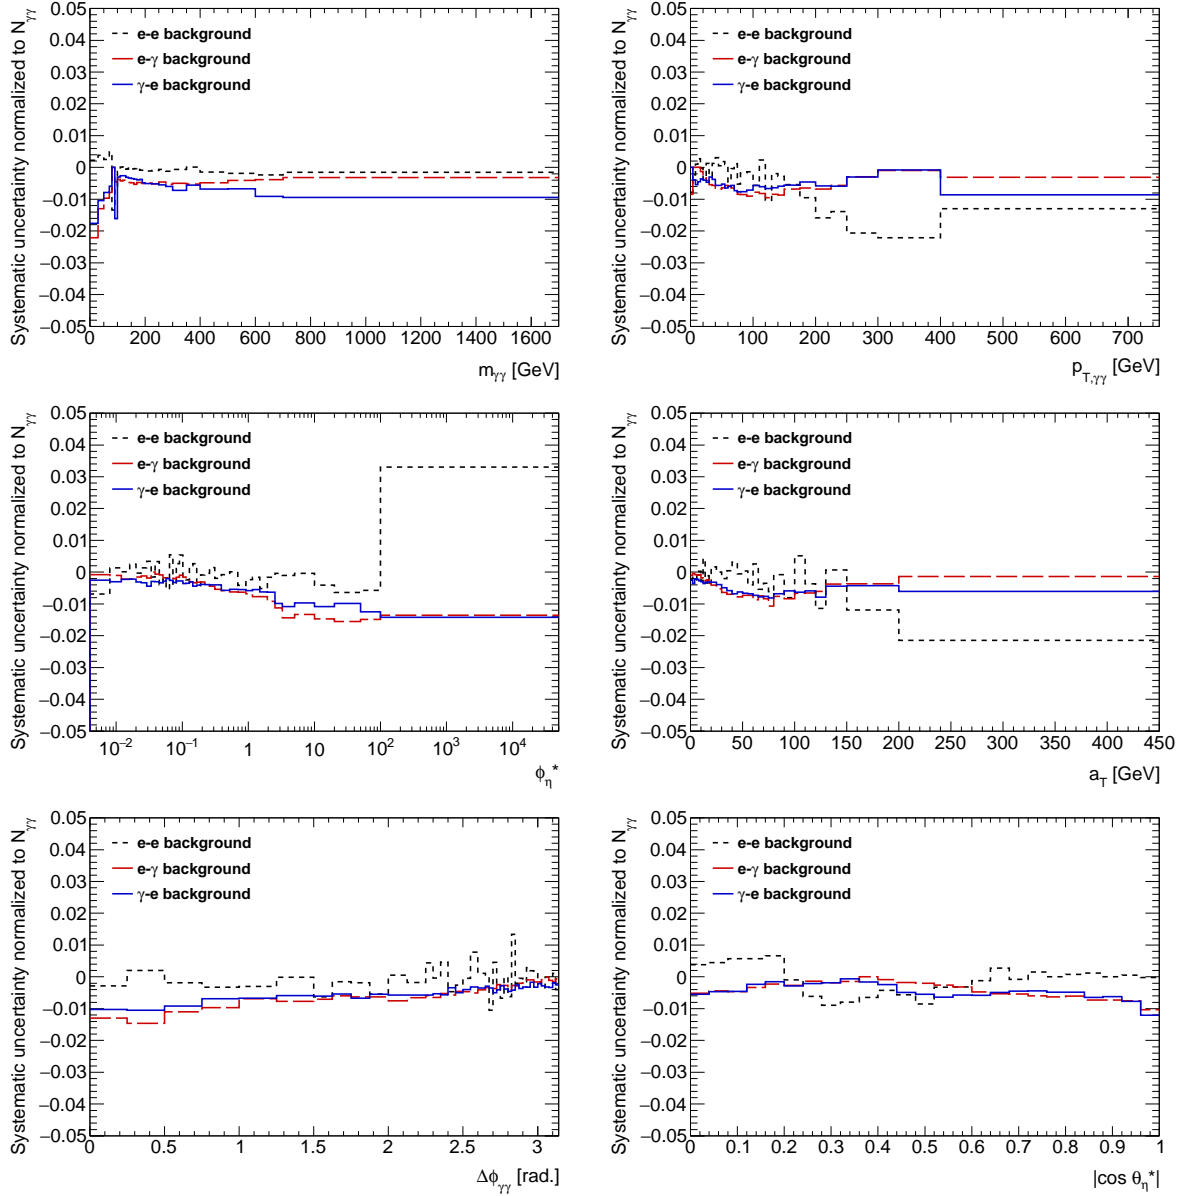 Systematic uncertainty normalized to Nγγ
0.05
0.04
0.03
0.02
0.01
0
−0.01
−0.02
−0.03
−0.04
−0.05
e-e background
e-γ background
γ-e background
0 200 400 600 800 1000 1200 1400 1600
mγγ [GeV]
Systematic uncertainty normalized to Nγγ
0.05
0.04
0.03
0.02
0.01
0
−0.01
−0.02
−0.03
−0.04
−0.05
e-e background
e-γ background
γ-e background
0 100 200 300 400 500 600 700
pT,γγ [GeV]
Systematic uncertainty normalized to Nγγ
0.05
0.04
0.03
0.02
0.01
0
−0.01
−0.02
−0.03
−0.04
−0.05
e-e background
e-γ background
γ-e background
10⁻² 10⁻¹ 1 10 10² 10³ 10⁴
ϕη*
Systematic uncertainty normalized to Nγγ
0.05
0.04
0.03
0.02
0.01
0
−0.01
−0.02
−0.03
−0.04
−0.05
e-e background
e-γ background
γ-e background
0 50 100 150 200 250 300 350 400 450
aT [GeV]
Systematic uncertainty normalized to Nγγ
0.05
0.04
0.03
0.02
0.01
0
−0.01
−0.02
−0.03
−0.04
−0.05
e-e background
e-γ background
γ-e background
0 0.5 1 1.5 2 2.5 3
Δϕγγ [rad.]
Systematic uncertainty normalized to Nγγ
0.05
0.04
0.03
0.02
0.01
0
−0.01
−0.02
−0.03
−0.04
−0.05
e-e background
e-γ background
γ-e background
0 0.1 0.2 0.3 0.4 0.5 0.6 0.7 0.8 0.9 1
|cos θη*|